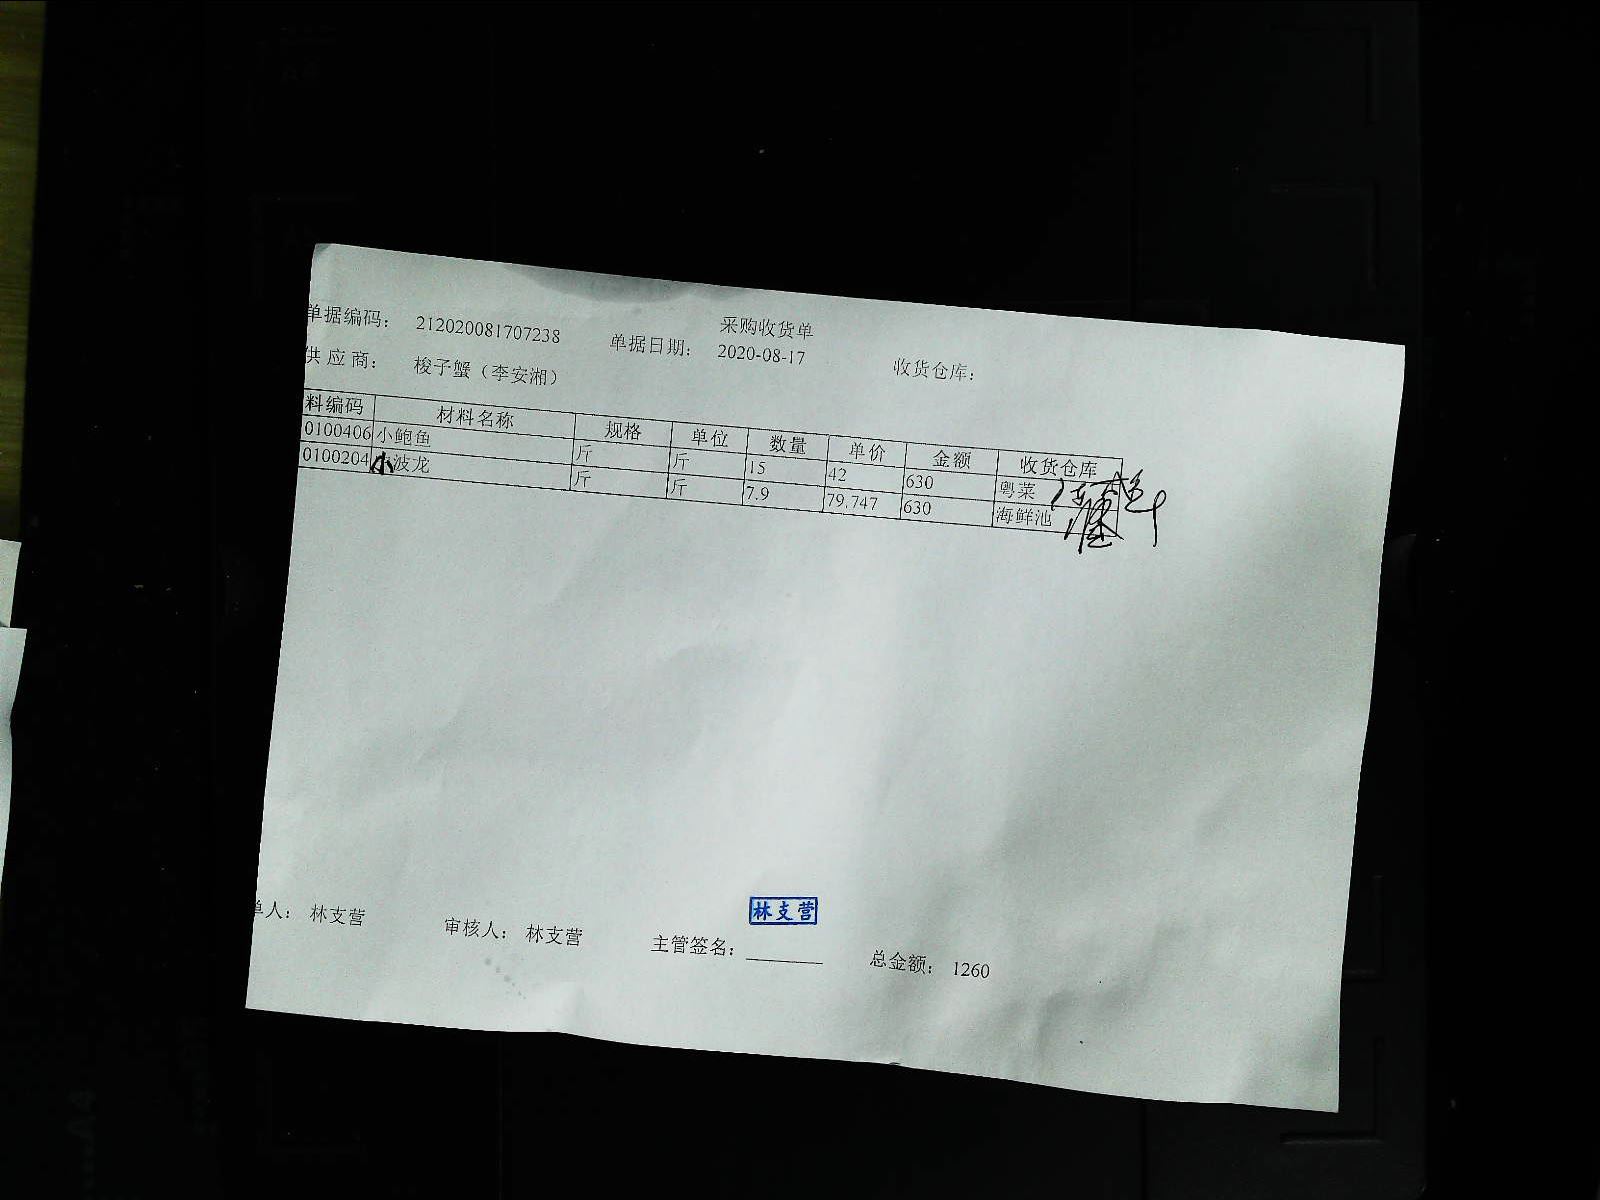 采购收货单
单据编码： 212020081707238 单据日期： 2020-08-17 收货仓库：
供应商： 梭子蟹（李安湘）
料编码 材料名称 规格 单位 数量 单价 金额 收货仓库
0100406 小鲍鱼 斤 斤 15 42 630 粤菜
0100204 小波龙 斤 斤 7.9 79.747 630 海鲜池
林支营
单人： 林支营 审核人： 林支营 主管签名： 总金额： 1260